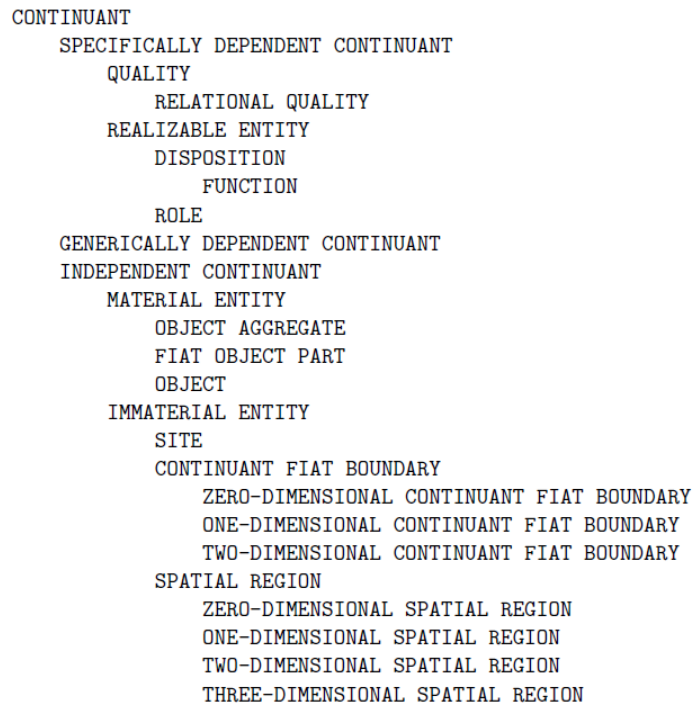 CONTINUANT
SPECIFICALLY DEPENDENT CONTINUANT
QUALITY
RELATIONAL QUALITY
REALIZABLE ENTITY
DISPOSITION
FUNCTION
ROLE
GENERICALLY DEPENDENT CONTINUANT
INDEPENDENT CONTINUANT
MATERIAL ENTITY
OBJECT AGGREGATE
FIAT OBJECT PART
OBJECT
IMMATERIAL ENTITY
SITE
CONTINUANT FIAT BOUNDARY
ZERO-DIMENSIONAL CONTINUANT FIAT BOUNDARY
ONE-DIMENSIONAL CONTINUANT FIAT BOUNDARY
TWO-DIMENSIONAL CONTINUANT FIAT BOUNDARY
SPATIAL REGION
ZERO-DIMENSIONAL SPATIAL REGION
ONE-DIMENSIONAL SPATIAL REGION
TWO-DIMENSIONAL SPATIAL REGION
THREE-DIMENSIONAL SPATIAL REGION